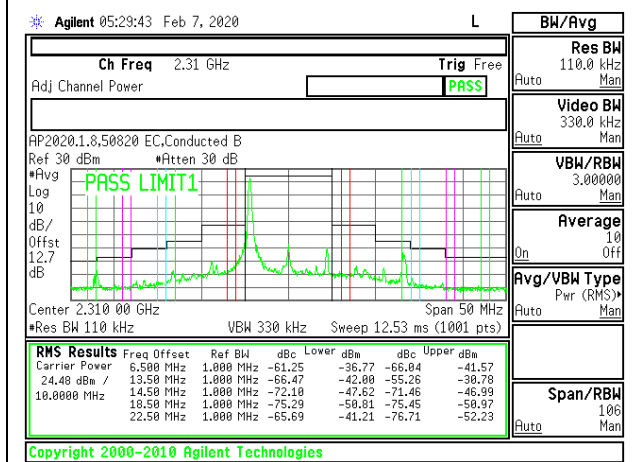 Agilent 05:29:43 Feb 7, 2020 L
BW/Avg
Ch Freq 2.31 GHz Trig Free
Adj Channel Power PASS
Res BW
110.0 kHz
Auto Man
Video BW
330.0 kHz
Auto Man
VBW/RBW
3.00000
Auto Man
Average
10
On Off
Avg/VBW Type
Pwr (RMS)▸
Auto Man
Span/RBW
106
Auto Man
AP2020.1.8,50820 EC,Conducted B
Ref 30 dBm #Atten 30 dB
#Avg
Log
10
dB/
Offst
12.7
dB
PASS LIMIT1
Center 2.310 00 GHz Span 50 MHz
#Res BW 110 kHz VBW 330 kHz Sweep 12.53 ms (1001 pts)
RMS Results Freq Offset Ref BW dBc Lower dBm dBc Upper dBm
Carrier Power 6.500 MHz 1.000 MHz -61.25 -36.77 -66.04 -41.57
24.48 dBm / 13.50 MHz 1.000 MHz -66.47 -42.00 -55.26 -30.78
10.0000 MHz 14.50 MHz 1.000 MHz -72.10 -47.62 -71.46 -46.99
18.50 MHz 1.000 MHz -75.29 -50.81 -75.45 -50.97
22.50 MHz 1.000 MHz -65.69 -41.21 -76.71 -52.23
Copyright 2000-2010 Agilent Technologies